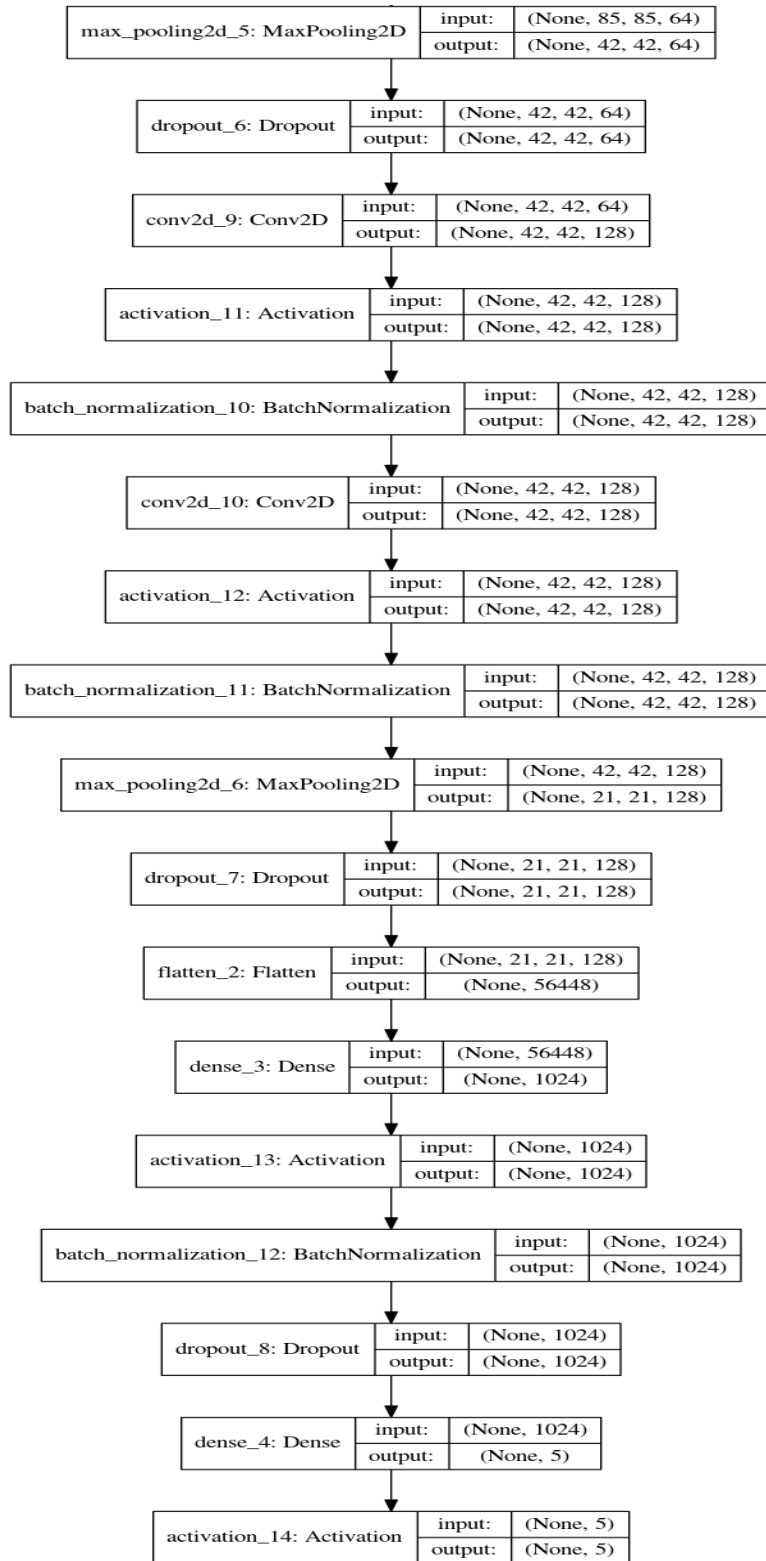 max_pooling2d_5: MaxPooling2D input: (None, 85, 85, 64)
output: (None, 42, 42, 64)
dropout_6: Dropout input: (None, 42, 42, 64)
output: (None, 42, 42, 64)
conv2d_9: Conv2D input: (None, 42, 42, 64)
output: (None, 42, 42, 128)
activation_11: Activation input: (None, 42, 42, 128)
output: (None, 42, 42, 128)
batch_normalization_10: BatchNormalization input: (None, 42, 42, 128)
output: (None, 42, 42, 128)
conv2d_10: Conv2D input: (None, 42, 42, 128)
output: (None, 42, 42, 128)
activation_12: Activation input: (None, 42, 42, 128)
output: (None, 42, 42, 128)
batch_normalization_11: BatchNormalization input: (None, 42, 42, 128)
output: (None, 42, 42, 128)
max_pooling2d_6: MaxPooling2D input: (None, 42, 42, 128)
output: (None, 21, 21, 128)
dropout_7: Dropout input: (None, 21, 21, 128)
output: (None, 21, 21, 128)
flatten_2: Flatten input: (None, 21, 21, 128)
output: (None, 56448)
dense_3: Dense input: (None, 56448)
output: (None, 1024)
activation_13: Activation input: (None, 1024)
output: (None, 1024)
batch_normalization_12: BatchNormalization input: (None, 1024)
output: (None, 1024)
dropout_8: Dropout input: (None, 1024)
output: (None, 1024)
dense_4: Dense input: (None, 1024)
output: (None, 5)
activation_14: Activation input: (None, 5)
output: (None, 5)